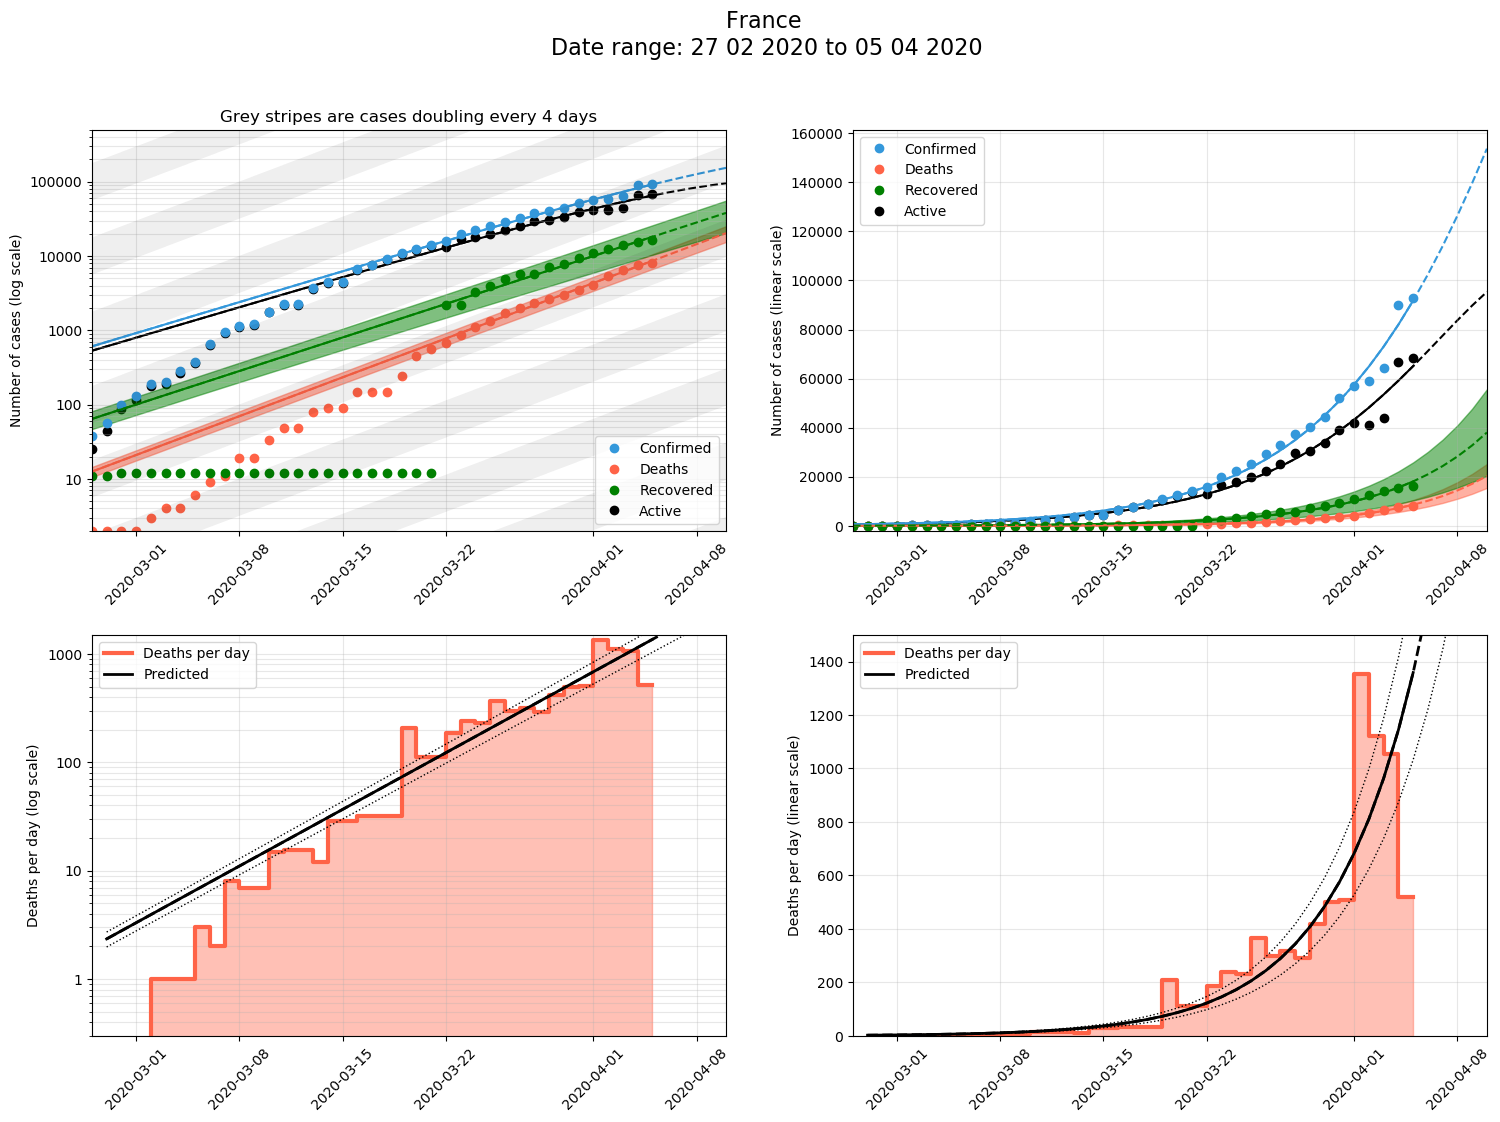 France
Date range: 27 02 2020 to 05 04 2020
Grey stripes are cases doubling every 4 days
Number of cases (log scale)
100000
10000
1000
100
10
Confirmed
Deaths
Recovered
Active
2020-03-01
2020-03-08
2020-03-15
2020-03-22
2020-04-01
2020-04-08
Number of cases (linear scale)
160000
140000
120000
100000
80000
60000
40000
20000
0
Confirmed
Deaths
Recovered
Active
2020-03-01
2020-03-08
2020-03-15
2020-03-22
2020-04-01
2020-04-08
Deaths per day (log scale)
1000
100
10
1
Deaths per day
Predicted
2020-03-01
2020-03-08
2020-03-15
2020-03-22
2020-04-01
2020-04-08
Deaths per day (linear scale)
1400
1200
1000
800
600
400
200
0
Deaths per day
Predicted
2020-03-01
2020-03-08
2020-03-15
2020-03-22
2020-04-01
2020-04-08